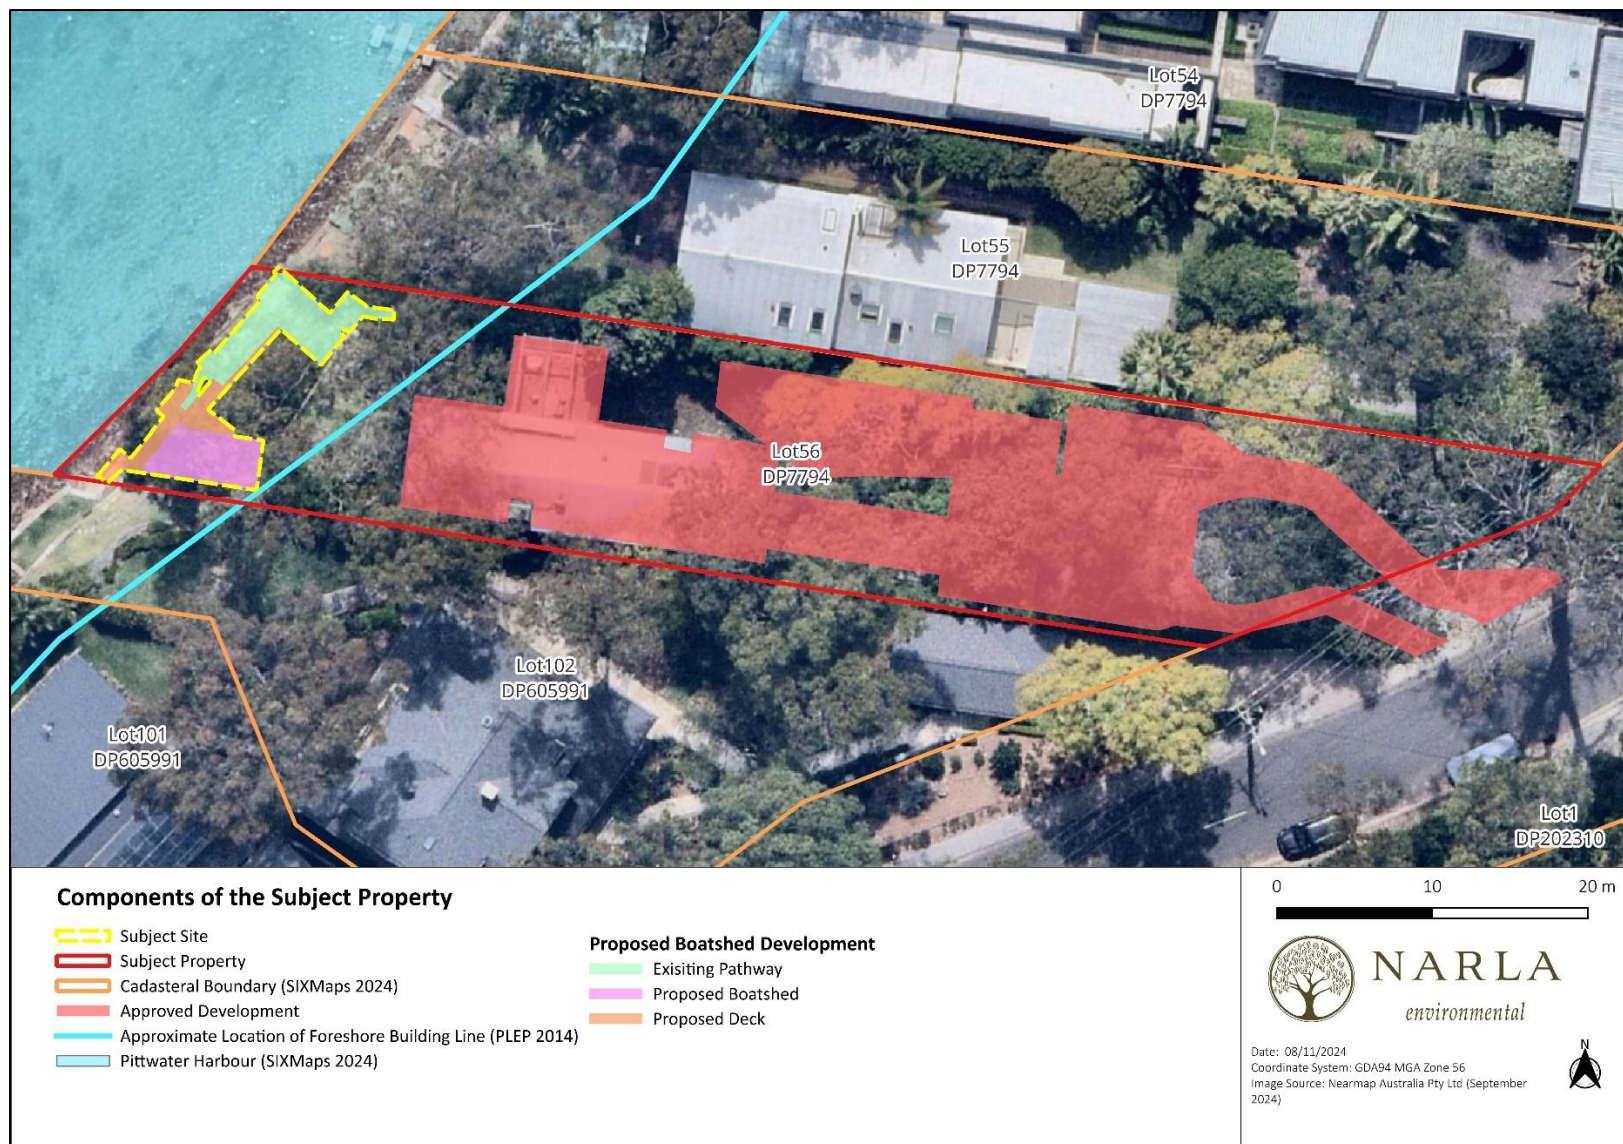 Lot54
DP7794
Lot55
DP7794
Lot56
DP7794
Lot102
DP605991
Lot101
DP605991
Lot1
DP202310
Components of the Subject Property
Subject Site
Subject Property
Cadasteral Boundary (SIXMaps 2024)
Approved Development
Approximate Location of Foreshore Building Line (PLEP 2014)
Pittwater Harbour (SIXMaps 2024)
Proposed Boatshed Development
Exisiting Pathway
Proposed Boatshed
Proposed Deck
0 10 20 m
NARLA
environmental
N
Date: 08/11/2024
Coordinate System: GDA94 MGA Zone 56
Image Source: Nearmap Australia Pty Ltd (September
2024)